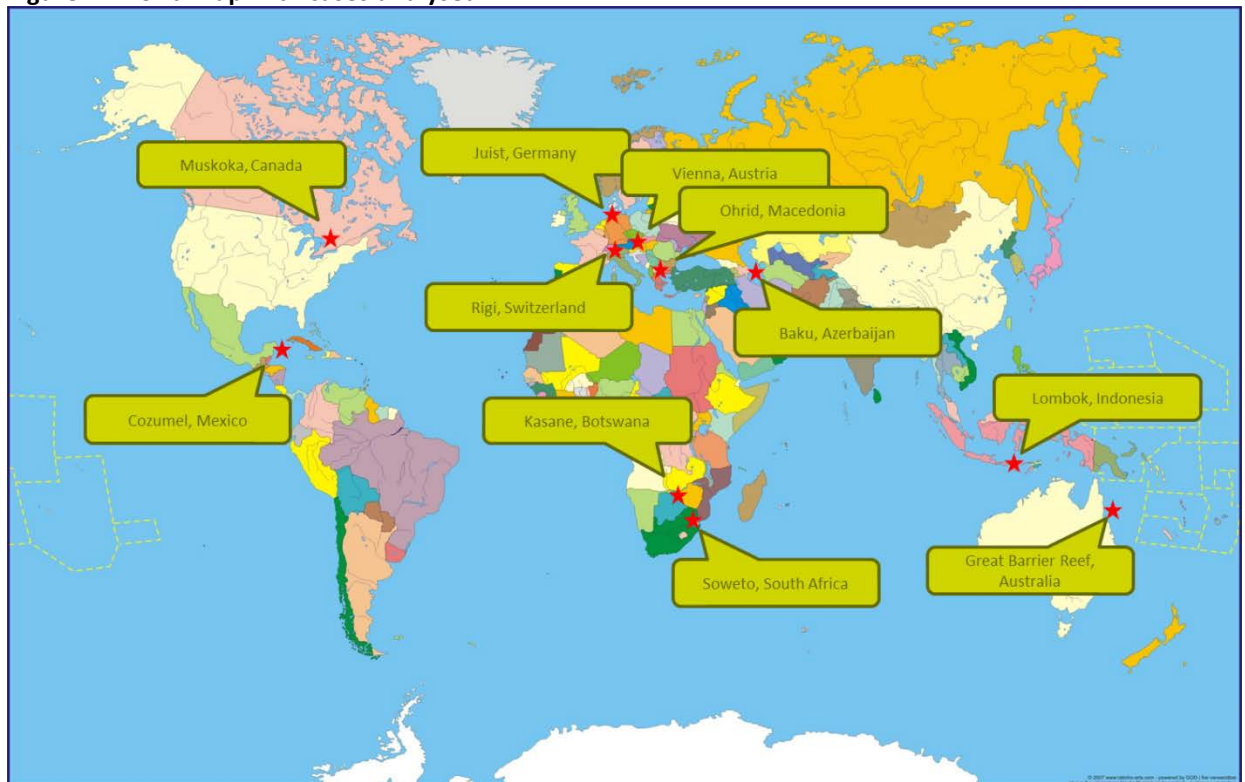 Muskoka, Canada
Juist, Germany
Vienna, Austria
Ohrid, Macedonia
Rigi, Switzerland
Baku, Azerbaijan
Cozumel, Mexico
Kasane, Botswana
Lombok, Indonesia
Great Barrier Reef,
Australia
Soweto, South Africa